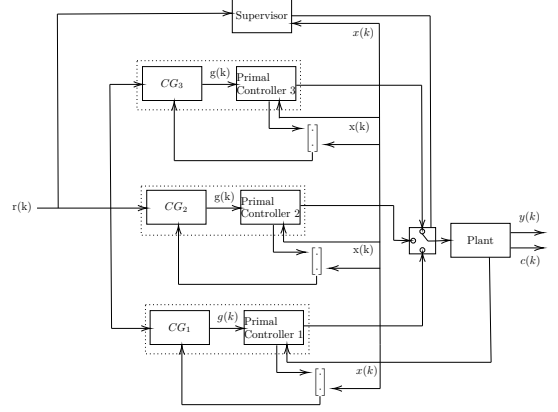 Supervisor
x(k)
CG3
g(k)
Primal
Controller 3
x(k)
[:]
r(k)
CG2
g(k)
Primal
Controller 2
x(k)
[:]
Plant
y(k)
c(k)
CG1
g(k)
Primal
Controller 1
x(k)
[:]